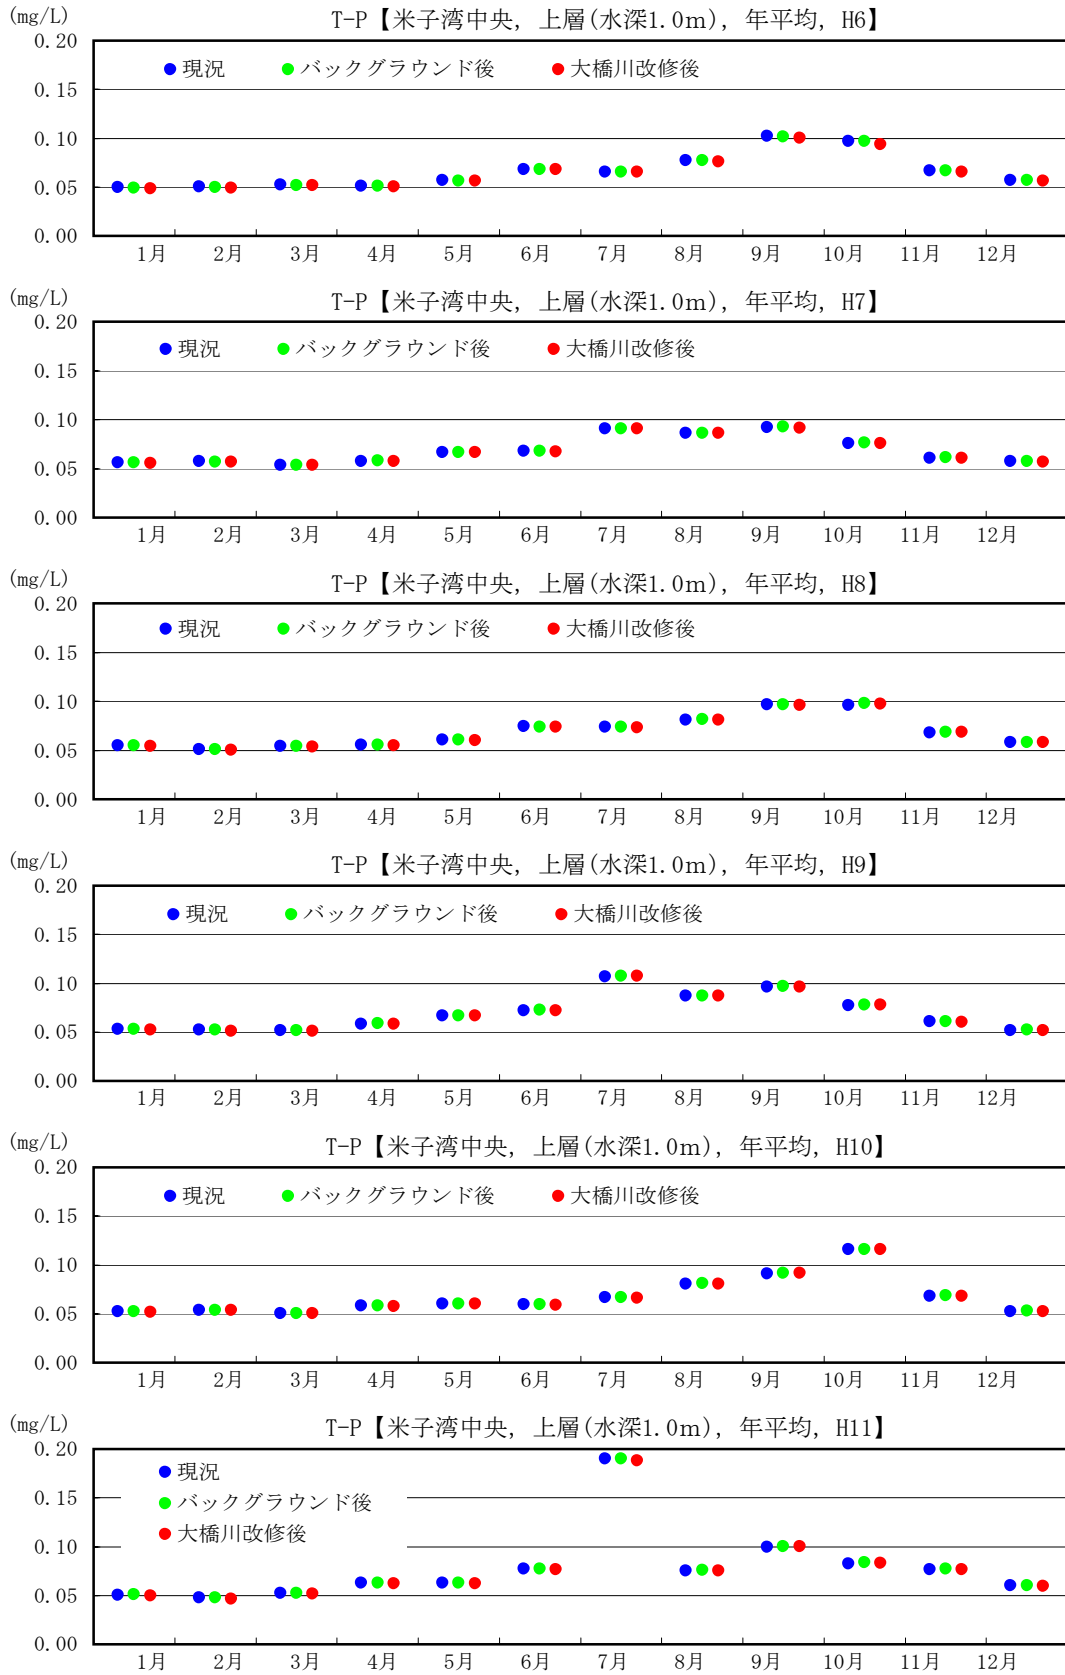 (mg/L)
T-P【米子湾中央, 上層(水深1.0m), 年平均, H6】
0.20
現況 バックグラウンド後 大橋川改修後
0.15
0.10
0.05
0.00
1月 2月 3月 4月 5月 6月 7月 8月 9月 10月 11月 12月
(mg/L)
T-P【米子湾中央, 上層(水深1.0m), 年平均, H7】
0.20
現況 バックグラウンド後 大橋川改修後
0.15
0.10
0.05
0.00
1月 2月 3月 4月 5月 6月 7月 8月 9月 10月 11月 12月
(mg/L)
T-P【米子湾中央, 上層(水深1.0m), 年平均, H8】
0.20
現況 バックグラウンド後 大橋川改修後
0.15
0.10
0.05
0.00
1月 2月 3月 4月 5月 6月 7月 8月 9月 10月 11月 12月
(mg/L)
T-P【米子湾中央, 上層(水深1.0m), 年平均, H9】
0.20
現況 バックグラウンド後 大橋川改修後
0.15
0.10
0.05
0.00
1月 2月 3月 4月 5月 6月 7月 8月 9月 10月 11月 12月
(mg/L)
T-P【米子湾中央, 上層(水深1.0m), 年平均, H10】
0.20
現況 バックグラウンド後 大橋川改修後
0.15
0.10
0.05
0.00
1月 2月 3月 4月 5月 6月 7月 8月 9月 10月 11月 12月
(mg/L)
T-P【米子湾中央, 上層(水深1.0m), 年平均, H11】
0.20
現況
0.15
バックグラウンド後
大橋川改修後
0.10
0.05
0.00
1月 2月 3月 4月 5月 6月 7月 8月 9月 10月 11月 12月